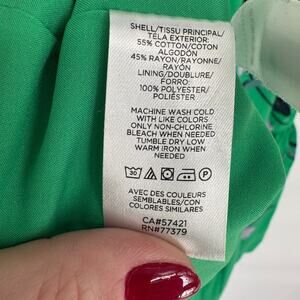 SHELL/TISSU PRINCIPAL/
TELA EXTERIOR:
55% COTTON/COTON
ALGODÓN
45% RAYON/RAYONNE/
RAYÓN
LINING/DOUBLURE/
FORRO:
100% POLYESTER/
POLIÉSTER
MACHINE WASH COLD
WITH LIKE COLORS
ONLY NON-CHLORINE
BLEACH WHEN NEEDED
TUMBLE DRY LOW
WARM IRON WHEN
NEEDED
30
AVEC DES COULEURS
SEMBLABLES/CON
COLORES SIMILARES
CA#57421
RN#77379